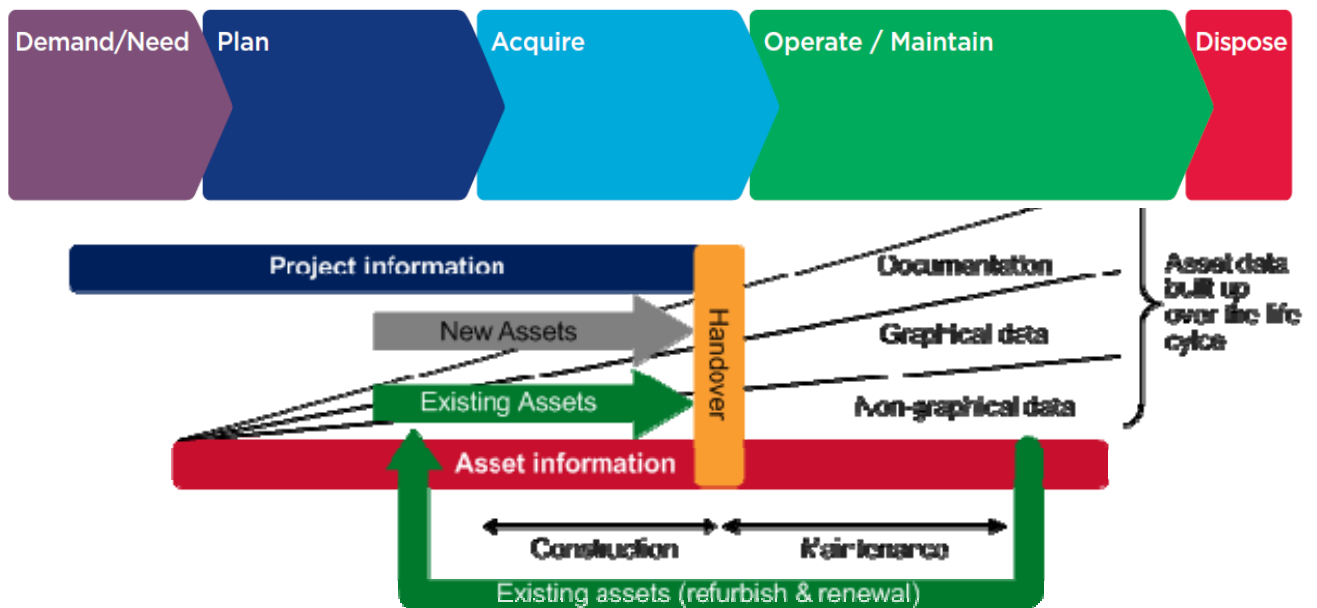 Demand/Need
Plan
Acquire
Operate / Maintain
Dispose
Project information
Documentation
Asset data
built up
over the life
cylce
New Assets
Handover
Graphical data
Existing Assets
Non-graphical data
Asset information
Construction
Maintenance
Existing assets (refurbish & renewal)